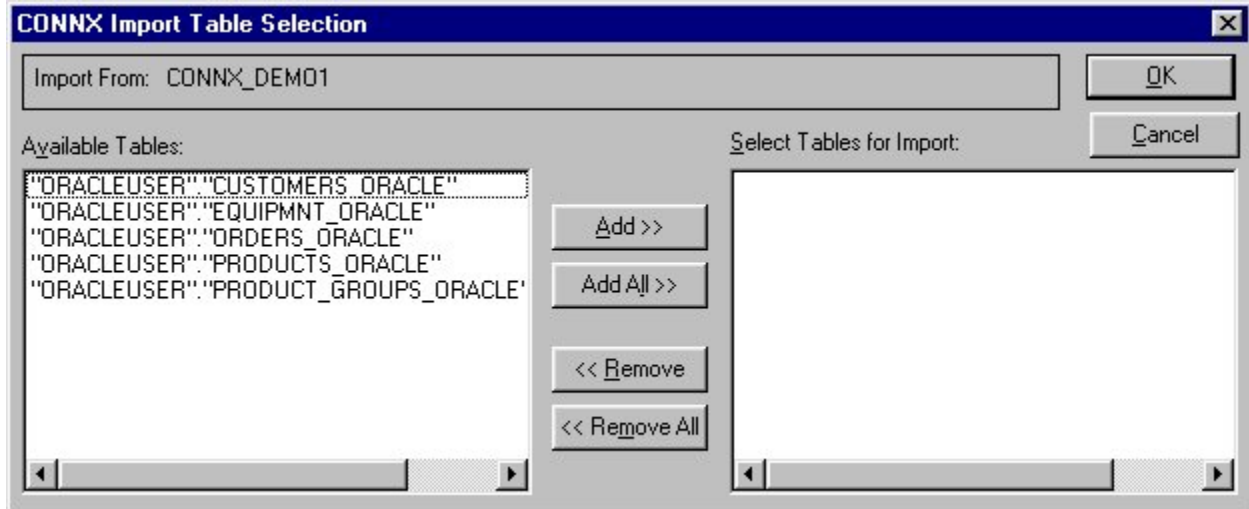 CONNX Import Table Selection
Import From: CONNX_DEMO1
OK
Cancel
Available Tables:
Select Tables for Import:
"ORACLEUSER"."CUSTOMERS_ORACLE"
"ORACLEUSER"."EQUIPMNT_ORACLE"
"ORACLEUSER"."ORDERS_ORACLE"
"ORACLEUSER"."PRODUCTS_ORACLE"
"ORACLEUSER"."PRODUCT_GROUPS_ORACLE'
Add >>
Add All >>
<< Remove
<< Remove All